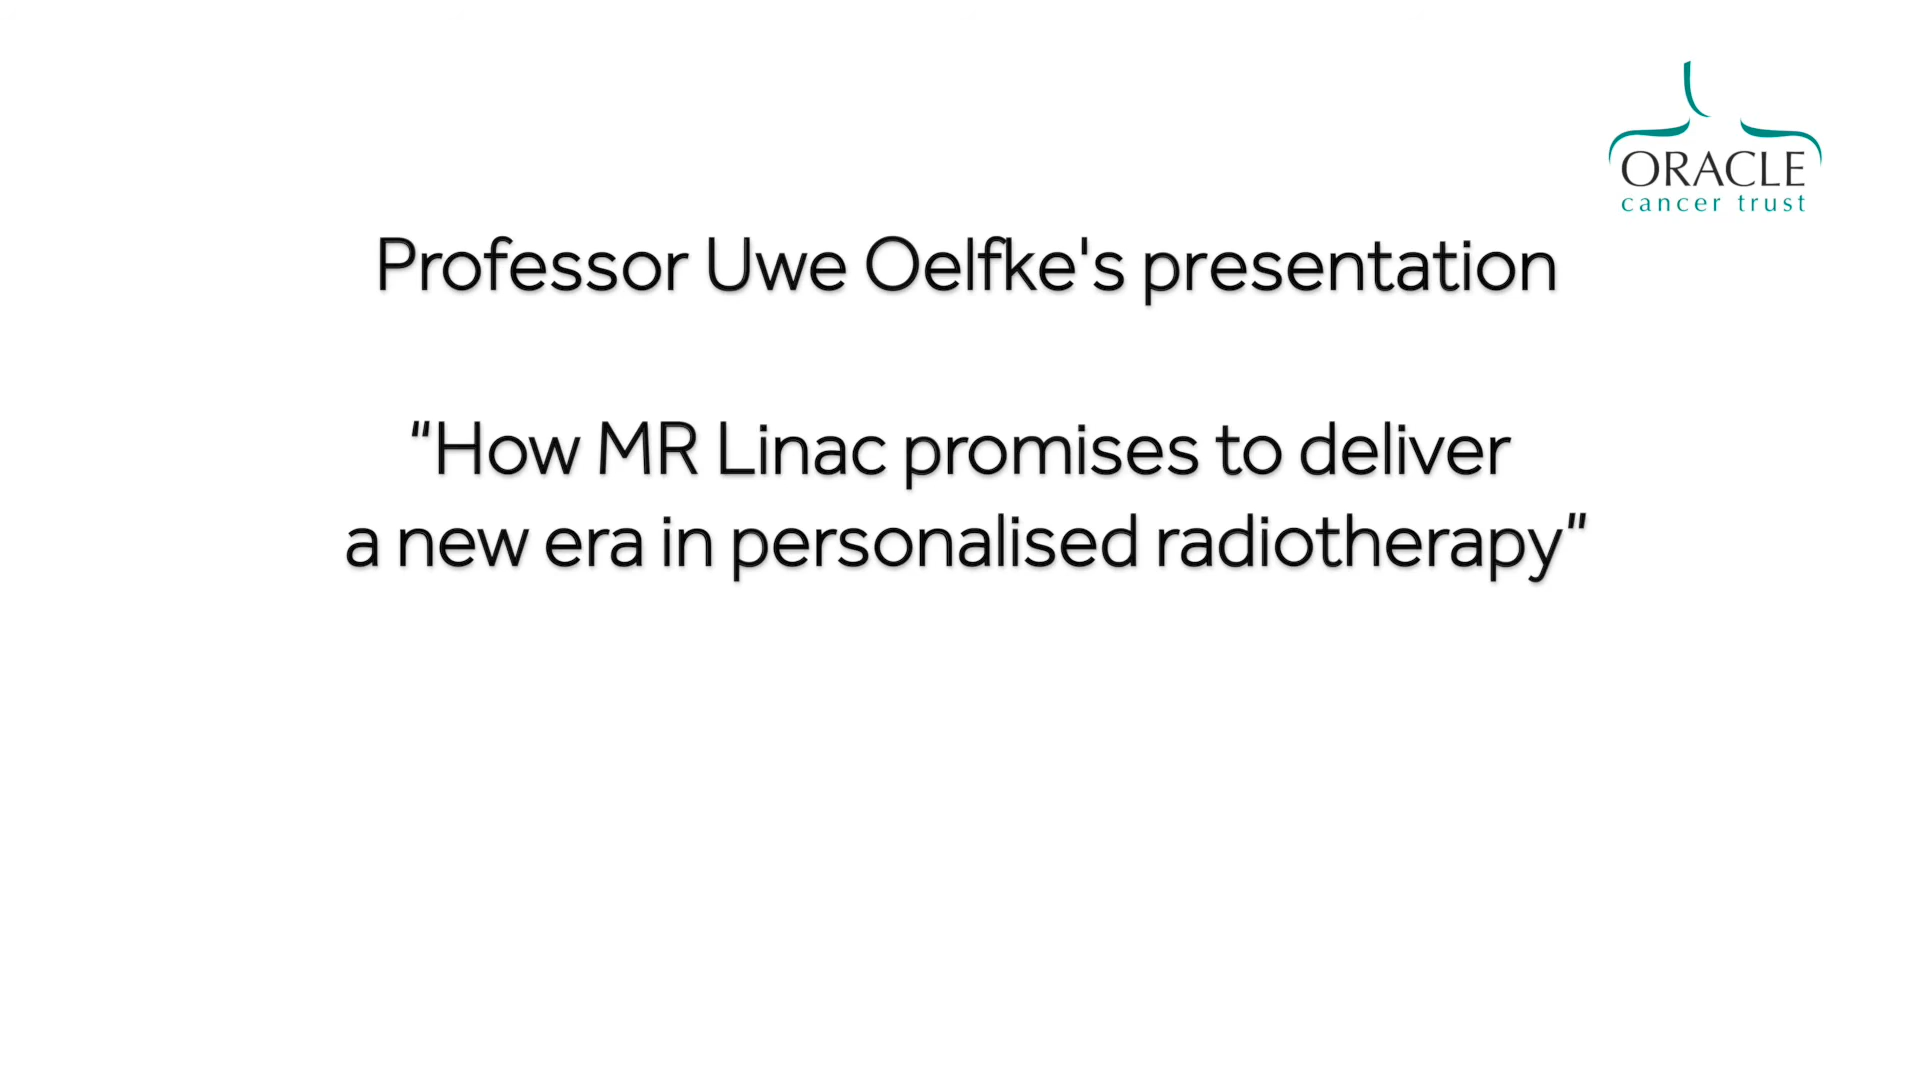 ORACLE
cancer trust
Professor Uwe Oelfke's presentation
“How MR Linac promises to deliver
a new era in personalised radiotherapy”